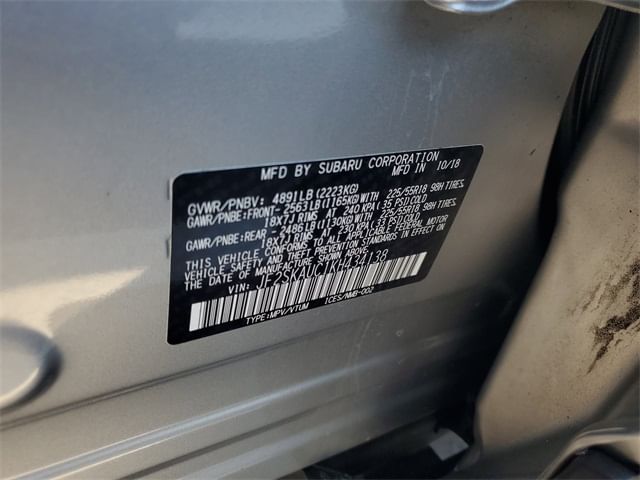 MFD BY SUBARU CORPORATION 10/18
GVWR/PNBV: 4891LB (2223KG)
GAWR/PNBE:FRONT- 2563LB(1165KG) WITH 225/55R18 98H TIRES,
18X7J RIMS AT 240 KPA( 35 PSI)COLD
GAWR/PNBE:REAR - 2486LB(1130KG) WITH 225/55R18 98H TIRES,
18X7J RIMS AT 230 KPA( 33 PSI)COLD
THIS VEHICLE CONFORMS TO ALL APPLICABLE FEDERAL MOTOR
VEHICLE SAFETY AND THEFT PREVENTION STANDARDS IN EFFECT ON
THIS DATE OF MANUFACTURE SHOWN ABOVE.
VIN: JF2SKAUC1KH434138
TYPE:MPV/VTUM ICES/NMB-002